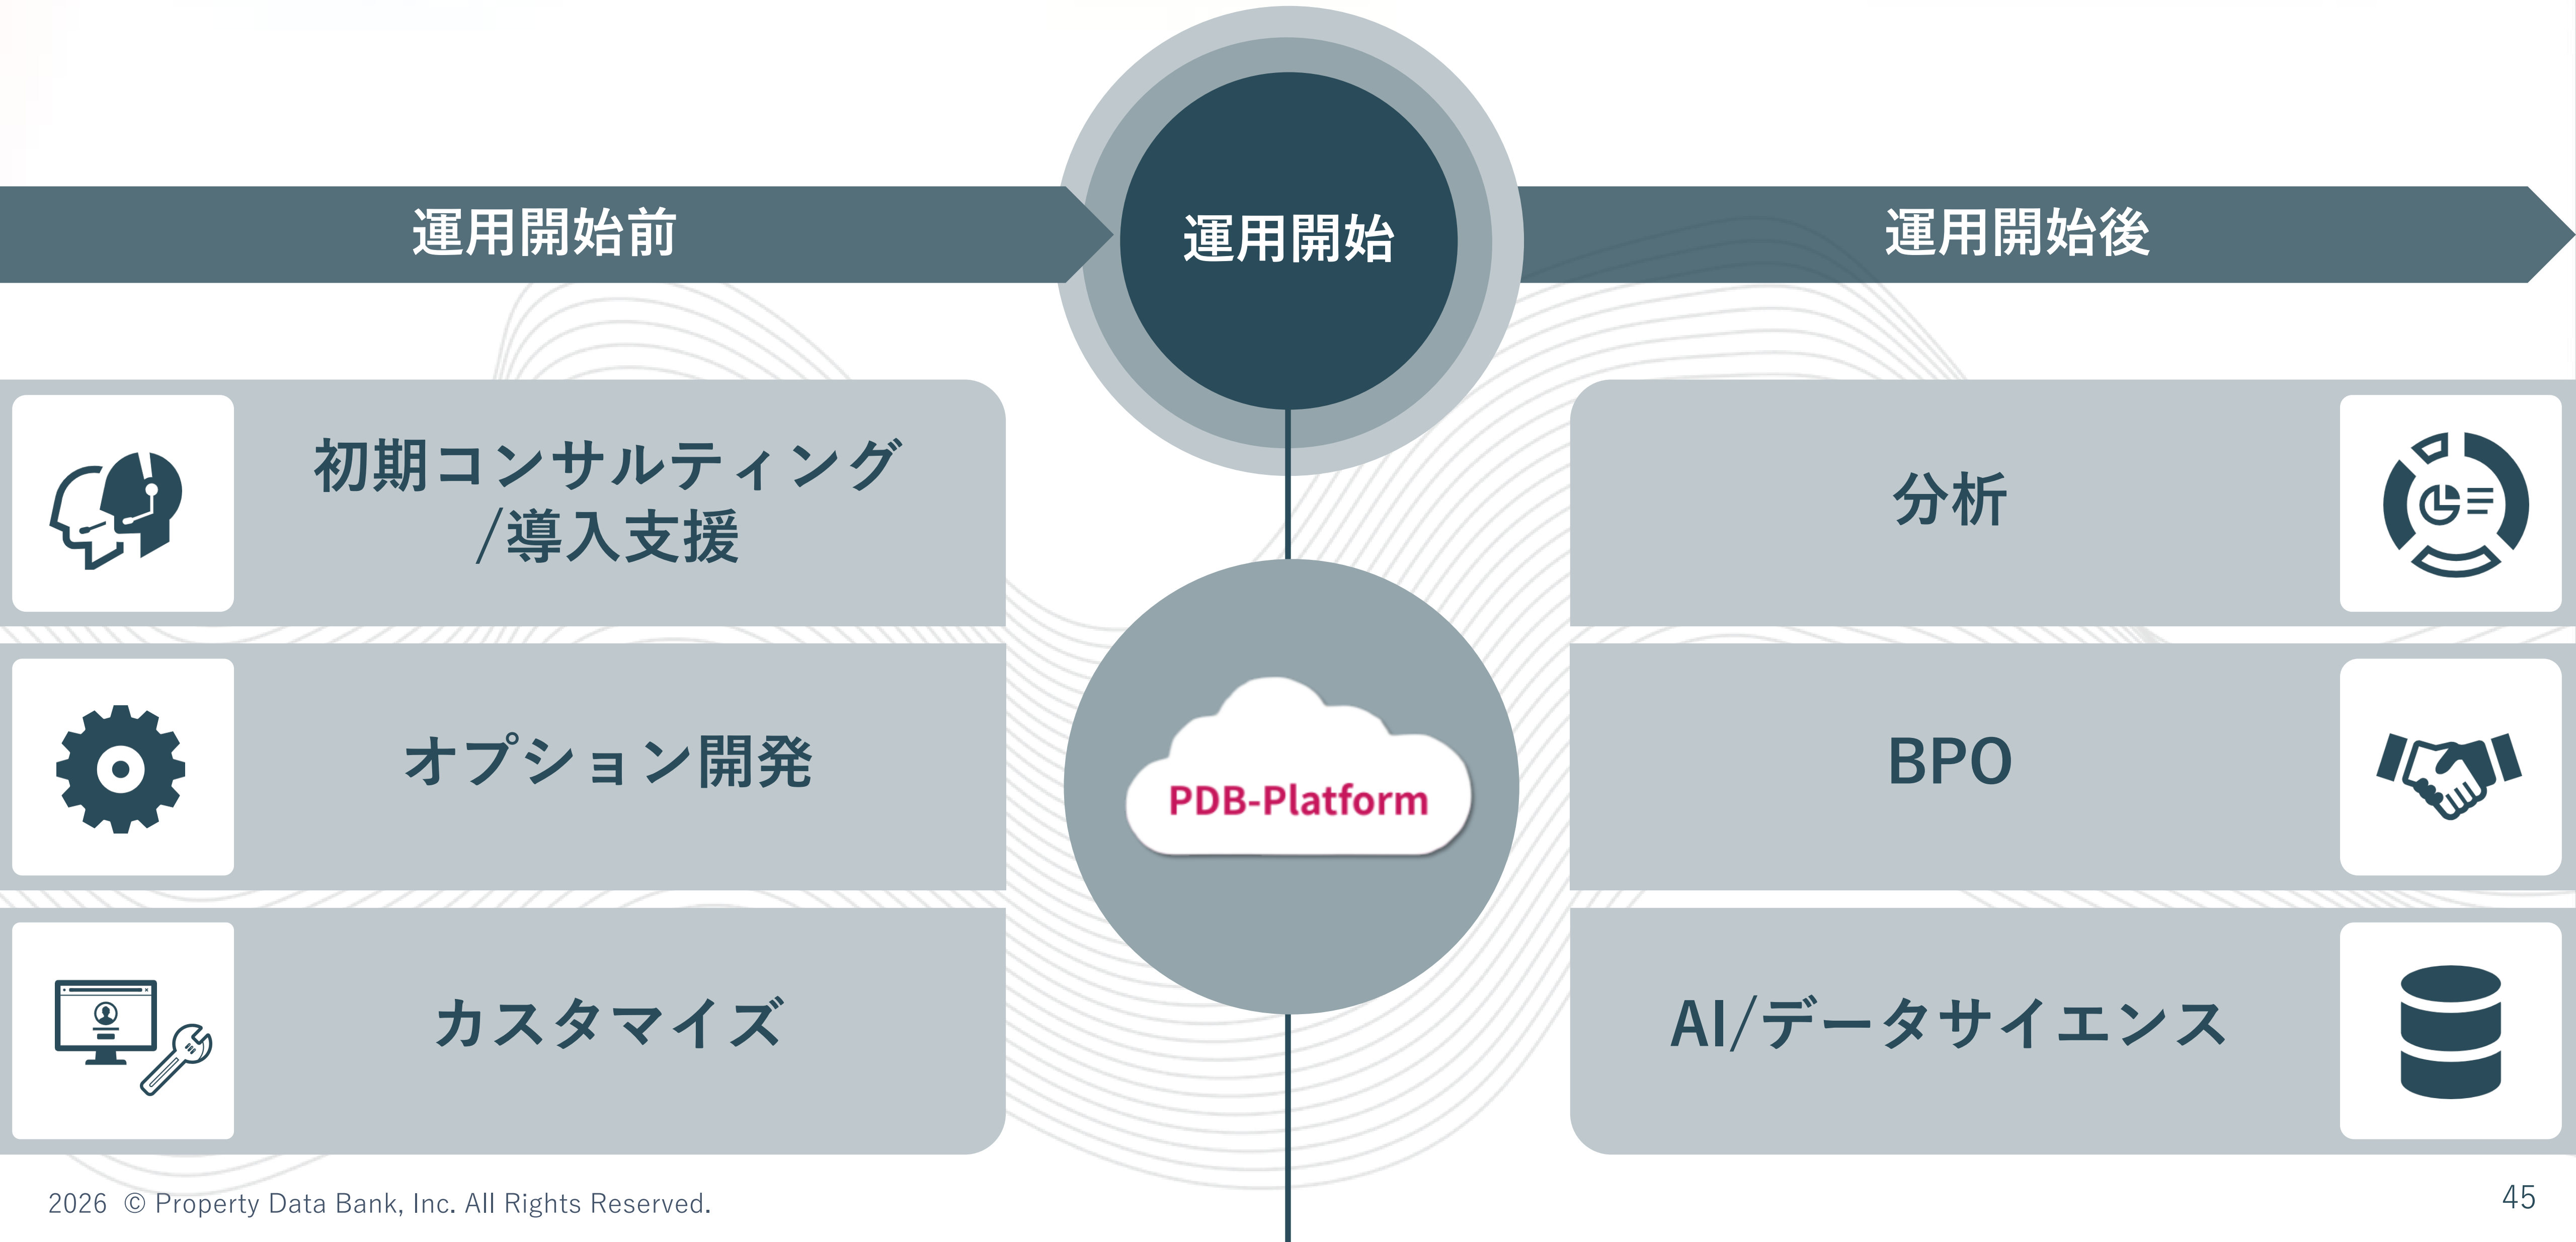 運用開始前
運用開始
運用開始後
初期コンサルティング
/導入支援
オプション開発
カスタマイズ
PDB-Platform
分析
BPO
AI/データサイエンス
2026 © Property Data Bank, Inc. All Rights Reserved.
45